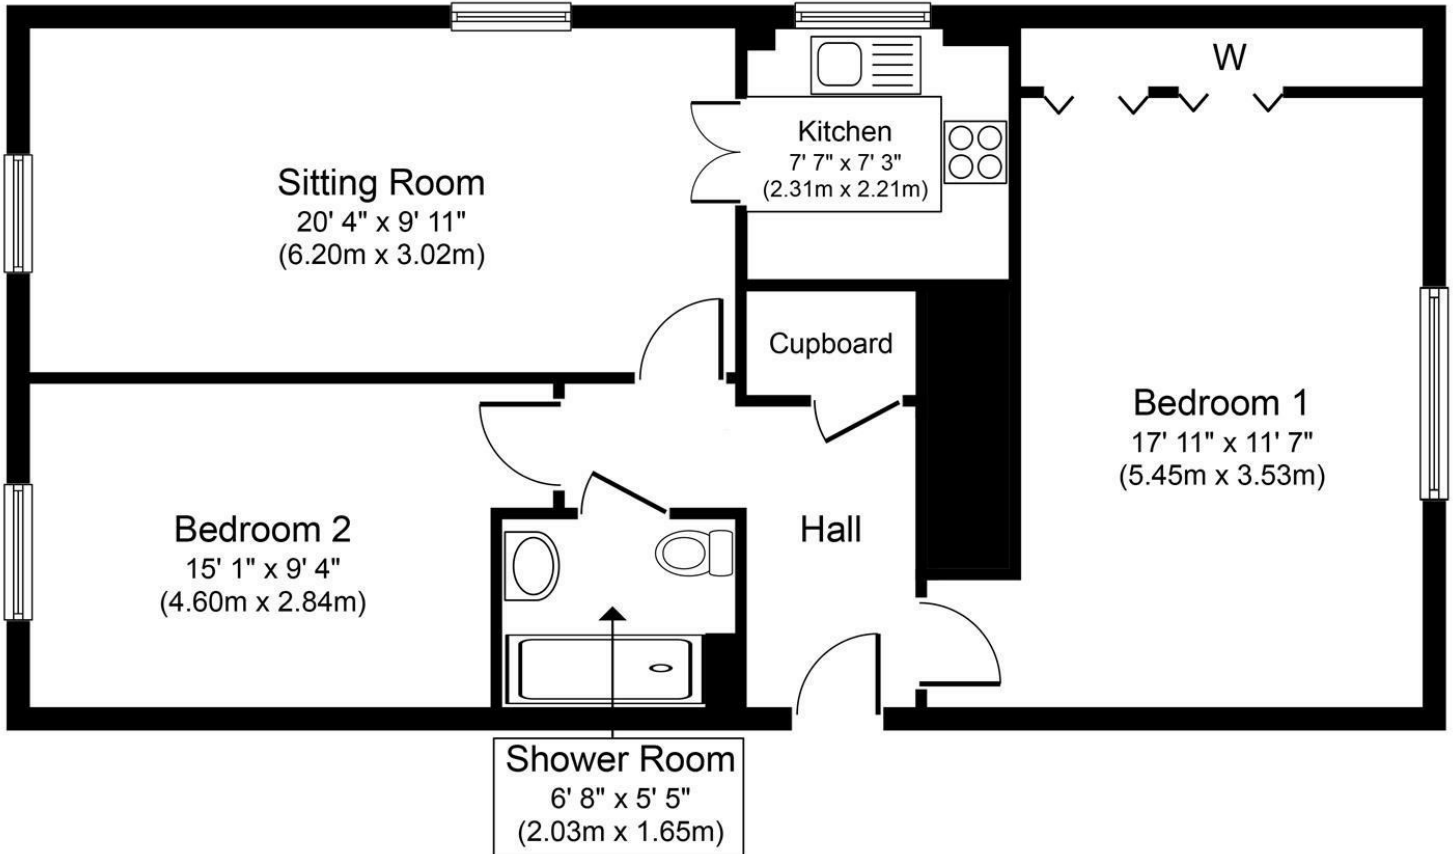 W
Kitchen
7' 7" x 7' 3"
(2.31m x 2.21m)
Sitting Room
20' 4" x 9' 11"
(6.20m x 3.02m)
Cupboard
Bedroom 1
17' 11" x 11' 7"
(5.45m x 3.53m)
Bedroom 2
15' 1" x 9' 4"
(4.60m x 2.84m)
Hall
Shower Room
6' 8" x 5' 5"
(2.03m x 1.65m)